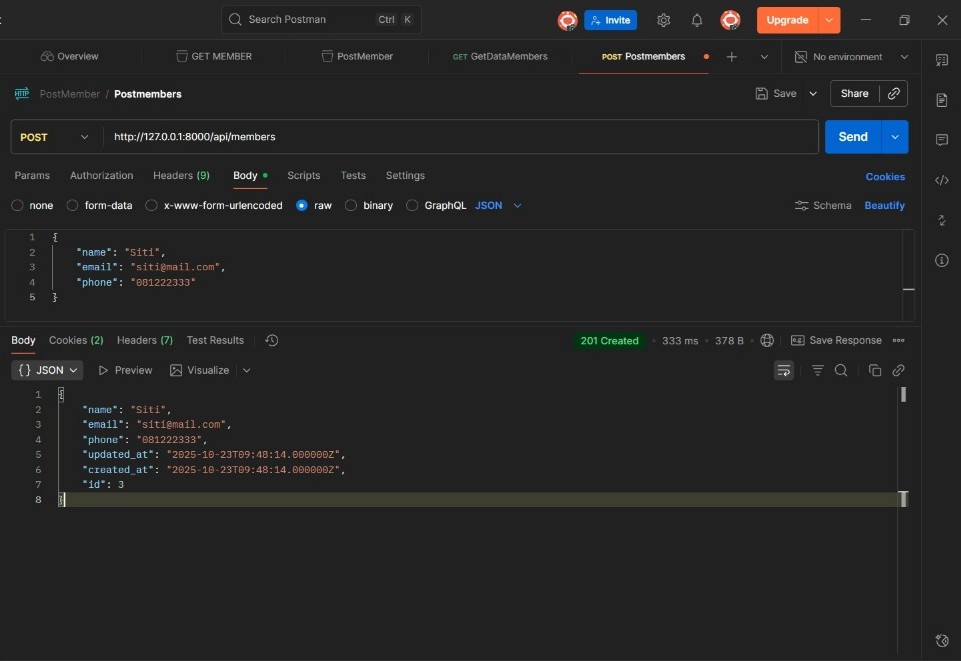 Search Postman Ctrl K Invite Upgrade
Overview GET MEMBER PostMember GET GetDataMembers POST Postmembers No environment
HTTP PostMember / Postmembers Save Share
POST http://127.0.0.1:8000/api/members Send
Params Authorization Headers (9) Body Scripts Tests Settings Cookies
none form-data x-www-form-urlencoded raw binary GraphQL JSON Schema Beautify
1 {
2 "name": "Siti",
3 "email": "siti@mail.com",
4 "phone": "081222333"
5 }
Body Cookies (2) Headers (7) Test Results 201 Created 333 ms 378 B Save Response
{ } JSON Preview Visualize
1 {
2 "name": "Siti",
3 "email": "siti@mail.com",
4 "phone": "081222333",
5 "updated_at": "2025-10-23T09:48:14.000000Z",
6 "created_at": "2025-10-23T09:48:14.000000Z",
7 "id": 3
8 }